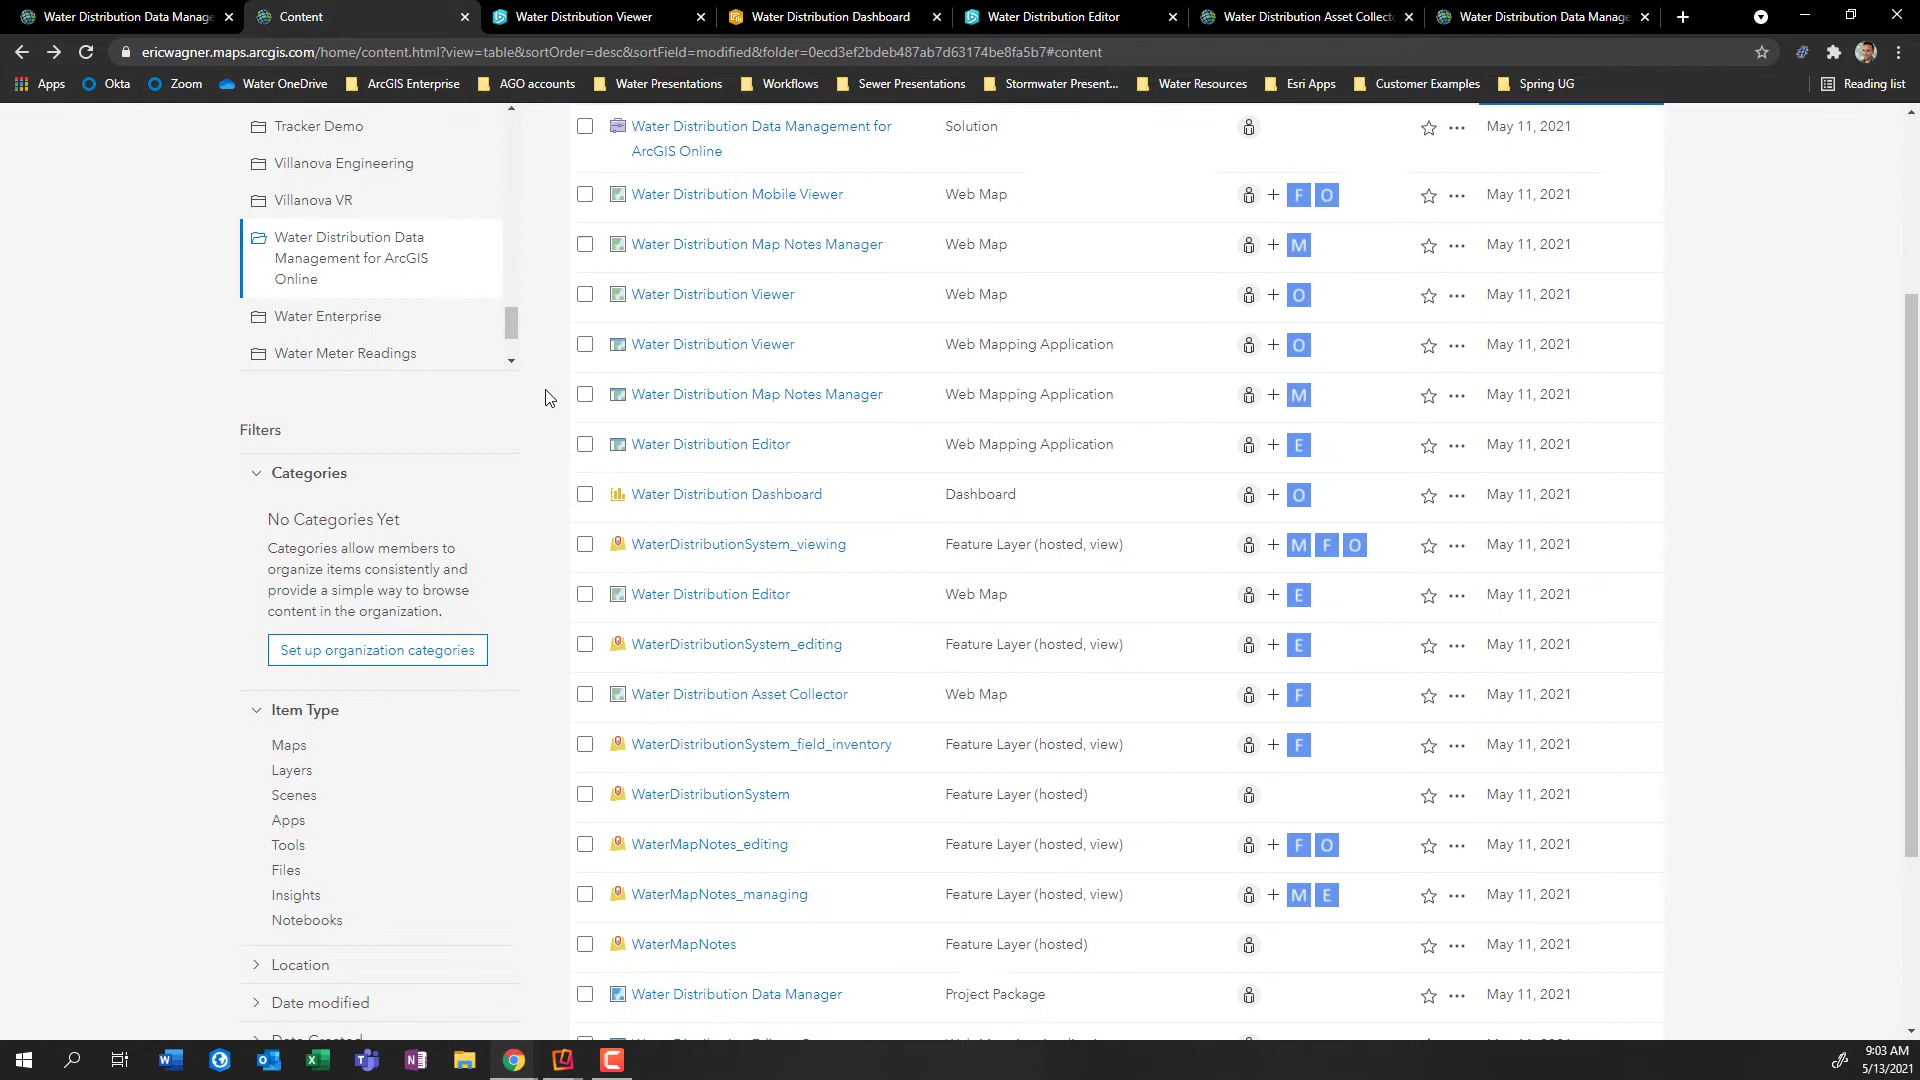 Water Distribution Data Manage
Content
Water Distribution Viewer
Water Distribution Dashboard
Water Distribution Editor
Water Distribution Asset Collect
Water Distribution Data Manage
ericwagner.maps.arcgis.com/home/content.html?view=table&sortOrder=desc&sortField=modified&folder=0ecd3ef2bdeb487ab7d63174be8fa5b7#content
Apps
Okta
Zoom
Water OneDrive
ArcGIS Enterprise
AGO accounts
Water Presentations
Workflows
Sewer Presentations
Stormwater Present...
Water Resources
Esri Apps
Customer Examples
Spring UG
Reading list
Tracker Demo
Villanova Engineering
Villanova VR
Water Distribution Data
Management for ArcGIS
Online
Water Enterprise
Water Meter Readings
Filters
Categories
No Categories Yet
Categories allow members to
organize items consistently and
provide a simple way to browse
content in the organization.
Set up organization categories
Item Type
Maps
Layers
Scenes
Apps
Tools
Files
Insights
Notebooks
Location
Date modified
Water Distribution Data Management for
ArcGIS Online
Solution
May 11, 2021
Water Distribution Mobile Viewer Web Map + F O May 11, 2021
Water Distribution Map Notes Manager Web Map + M May 11, 2021
Water Distribution Viewer Web Map + O May 11, 2021
Water Distribution Viewer Web Mapping Application + O May 11, 2021
Water Distribution Map Notes Manager Web Mapping Application + M May 11, 2021
Water Distribution Editor Web Mapping Application + E May 11, 2021
Water Distribution Dashboard Dashboard + O May 11, 2021
WaterDistributionSystem_viewing Feature Layer (hosted, view) + M F O May 11, 2021
Water Distribution Editor Web Map + E May 11, 2021
WaterDistributionSystem_editing Feature Layer (hosted, view) + E May 11, 2021
Water Distribution Asset Collector Web Map + F May 11, 2021
WaterDistributionSystem_field_inventory Feature Layer (hosted, view) + F May 11, 2021
WaterDistributionSystem Feature Layer (hosted) May 11, 2021
WaterMapNotes_editing Feature Layer (hosted, view) + F O May 11, 2021
WaterMapNotes_managing Feature Layer (hosted, view) + M E May 11, 2021
WaterMapNotes Feature Layer (hosted) May 11, 2021
Water Distribution Data Manager Project Package May 11, 2021
9:03 AM
5/13/2021